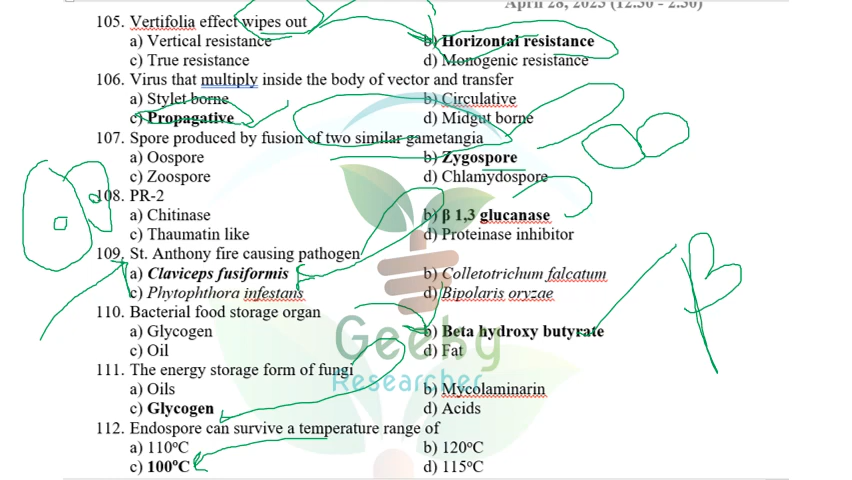 April 28, 2023 (12.30 - 2.30)
105. Vertifolia effect wipes out
a) Vertical resistance b) Horizontal resistance
c) True resistance d) Monogenic resistance
106. Virus that multiply inside the body of vector and transfer
a) Stylet borne b) Circulative
c) Propagative d) Midgut borne
107. Spore produced by fusion of two similar gametangia
a) Oospore b) Zygospore
c) Zoospore d) Chlamydospore
108. PR-2
a) Chitinase b) β 1,3 glucanase
c) Thaumatin like d) Proteinase inhibitor
109. St. Anthony fire causing pathogen
a) Claviceps fusiformis b) Colletotrichum falcatum
c) Phytophthora infestans d) Bipolaris oryzae
110. Bacterial food storage organ
a) Glycogen b) Beta hydroxy butyrate
c) Oil d) Fat
111. The energy storage form of fungi
a) Oils b) Mycolaminarin
c) Glycogen d) Acids
112. Endospore can survive a temperature range of
a) 110°C b) 120°C
c) 100°C d) 115°C
Geeky
Researcher
β